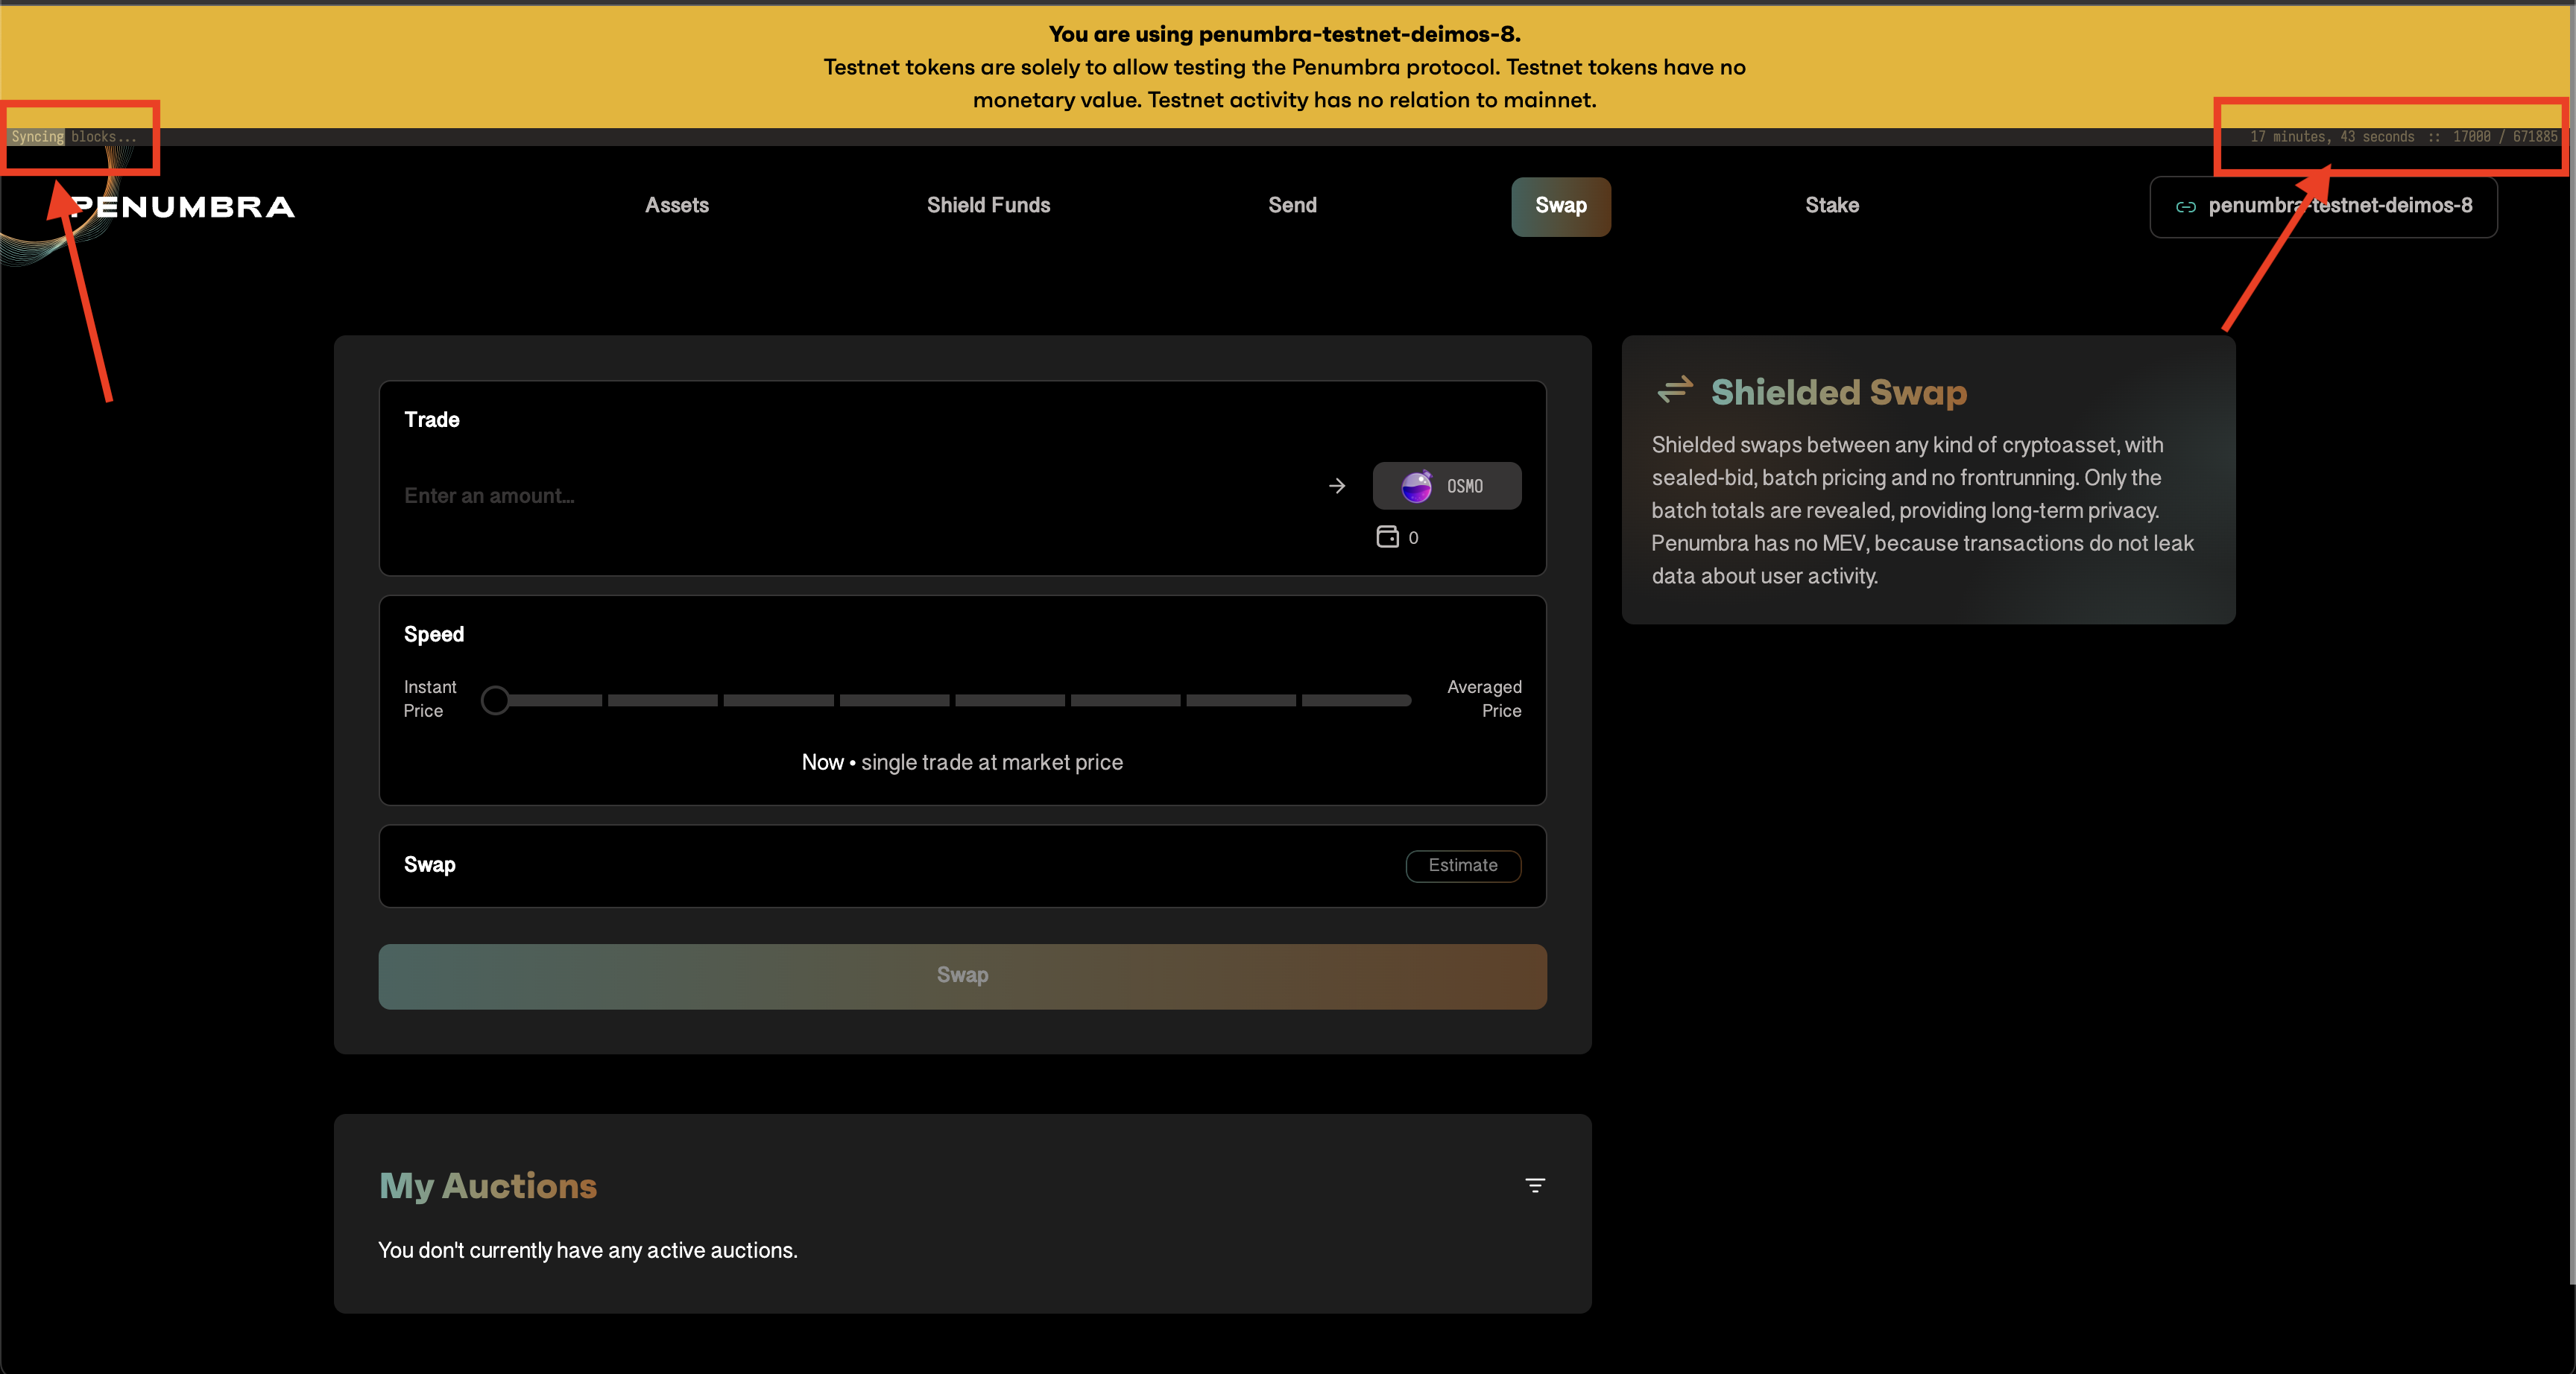 You are using penumbra-testnet-deimos-8.
Testnet tokens are solely to allow testing the Penumbra protocol. Testnet tokens have no
monetary value. Testnet activity has no relation to mainnet.
Syncing blocks...
17 minutes, 43 seconds :: 17000 / 671885
PENUMBRA
Assets
Shield Funds
Send
Swap
Stake
penumbra-testnet-deimos-8
Trade
Enter an amount...
OSMO
0
Speed
Instant
Price
Averaged
Price
Now • single trade at market price
Swap
Estimate
Swap
Shielded Swap
Shielded swaps between any kind of cryptoasset, with
sealed-bid, batch pricing and no frontrunning. Only the
batch totals are revealed, providing long-term privacy.
Penumbra has no MEV, because transactions do not leak
data about user activity.
My Auctions
You don't currently have any active auctions.